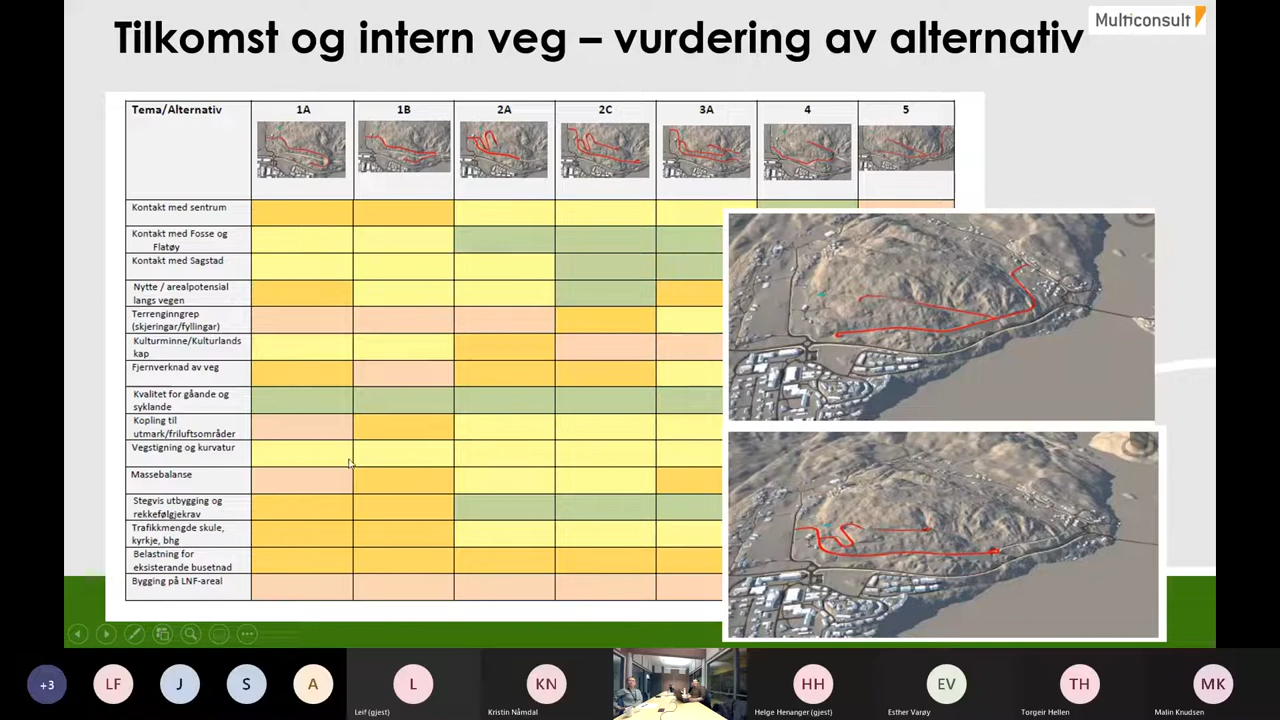 Tilkomst og intern veg – vurdering av alternativ
Multiconsult
Tema/Alternativ 1A 1B 2A 2C 3A 4 5
Kontakt med sentrum
Kontakt med Fosse og
Flatøy
Kontakt med Sagstad
Nytte / arealpotensial
langs vegen
Terrenginngrep
(skjeringar/fyllingar)
Kulturminne/Kulturlands
kap
Fjernverknad av veg
Kvalitet for gåande og
syklande
Kopling til
utmark/friluftsområder
Vegstigning og kurvatur
Massebalanse
Stegvis utbygging og
rekkefølgjekrav
Trafikkmengde skule,
kyrkje, bhg
Belastning for
eksisterande busetnad
Bygging på LNF-areal
+3 LF J S A L KN HH EV TH MK
Leif (gjest) Kristin Nåmdal Helge Henanger (gjest) Esther Varøy Torgeir Hellen Malin Knudsen